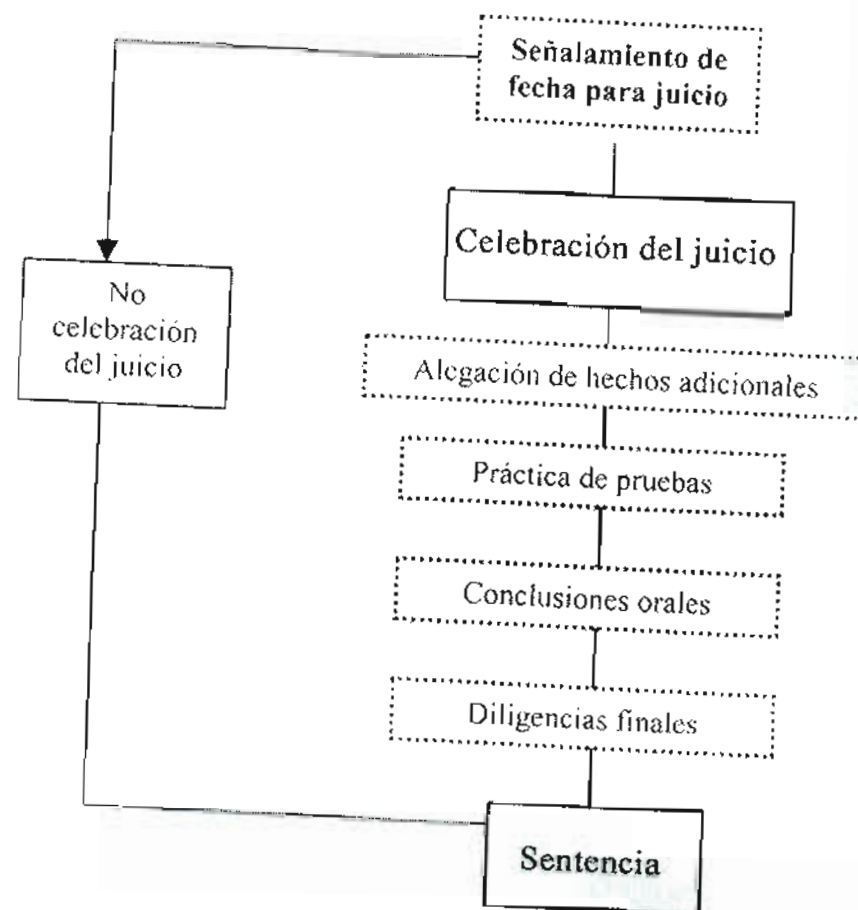 Señalamiento de
fecha para juicio
Celebración del juicio
No
celebración
del juicio
Alegación de hechos adicionales
Práctica de pruebas
Conclusiones orales
Diligencias finales
Sentencia